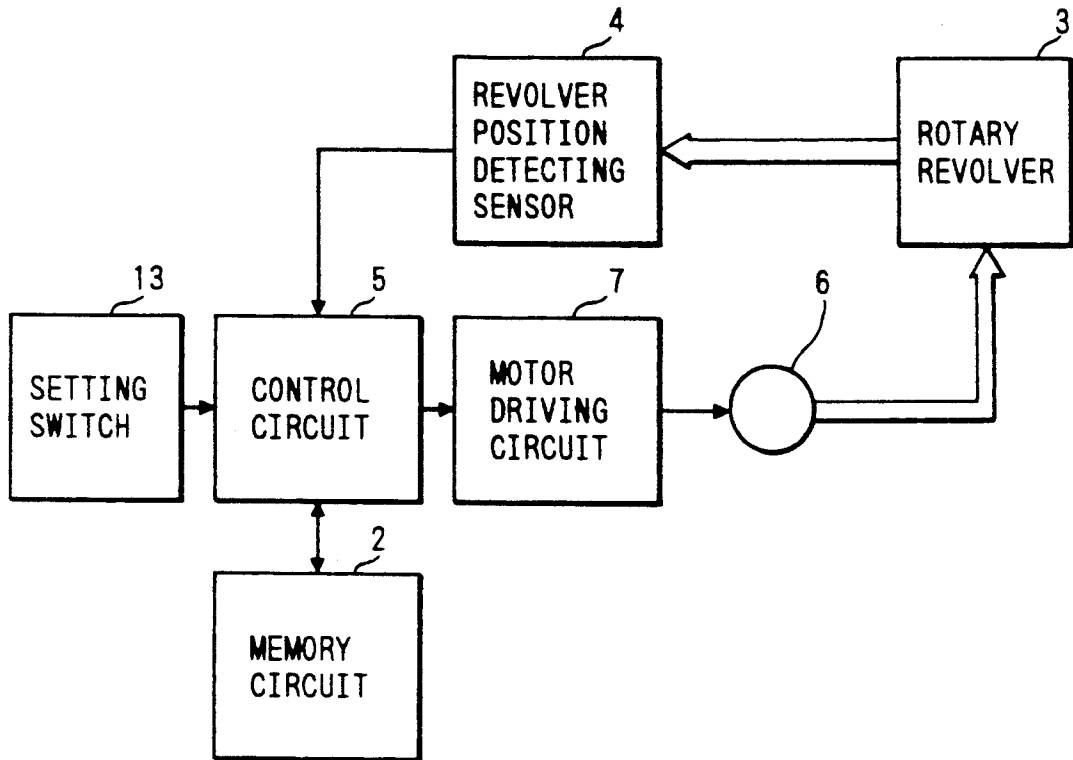 4
3
REVOLVER
POSITION
DETECTING
SENSOR
ROTARY
REVOLVER
13
5
7
6
SETTING
SWITCH
CONTROL
CIRCUIT
MOTOR
DRIVING
CIRCUIT
2
MEMORY
CIRCUIT